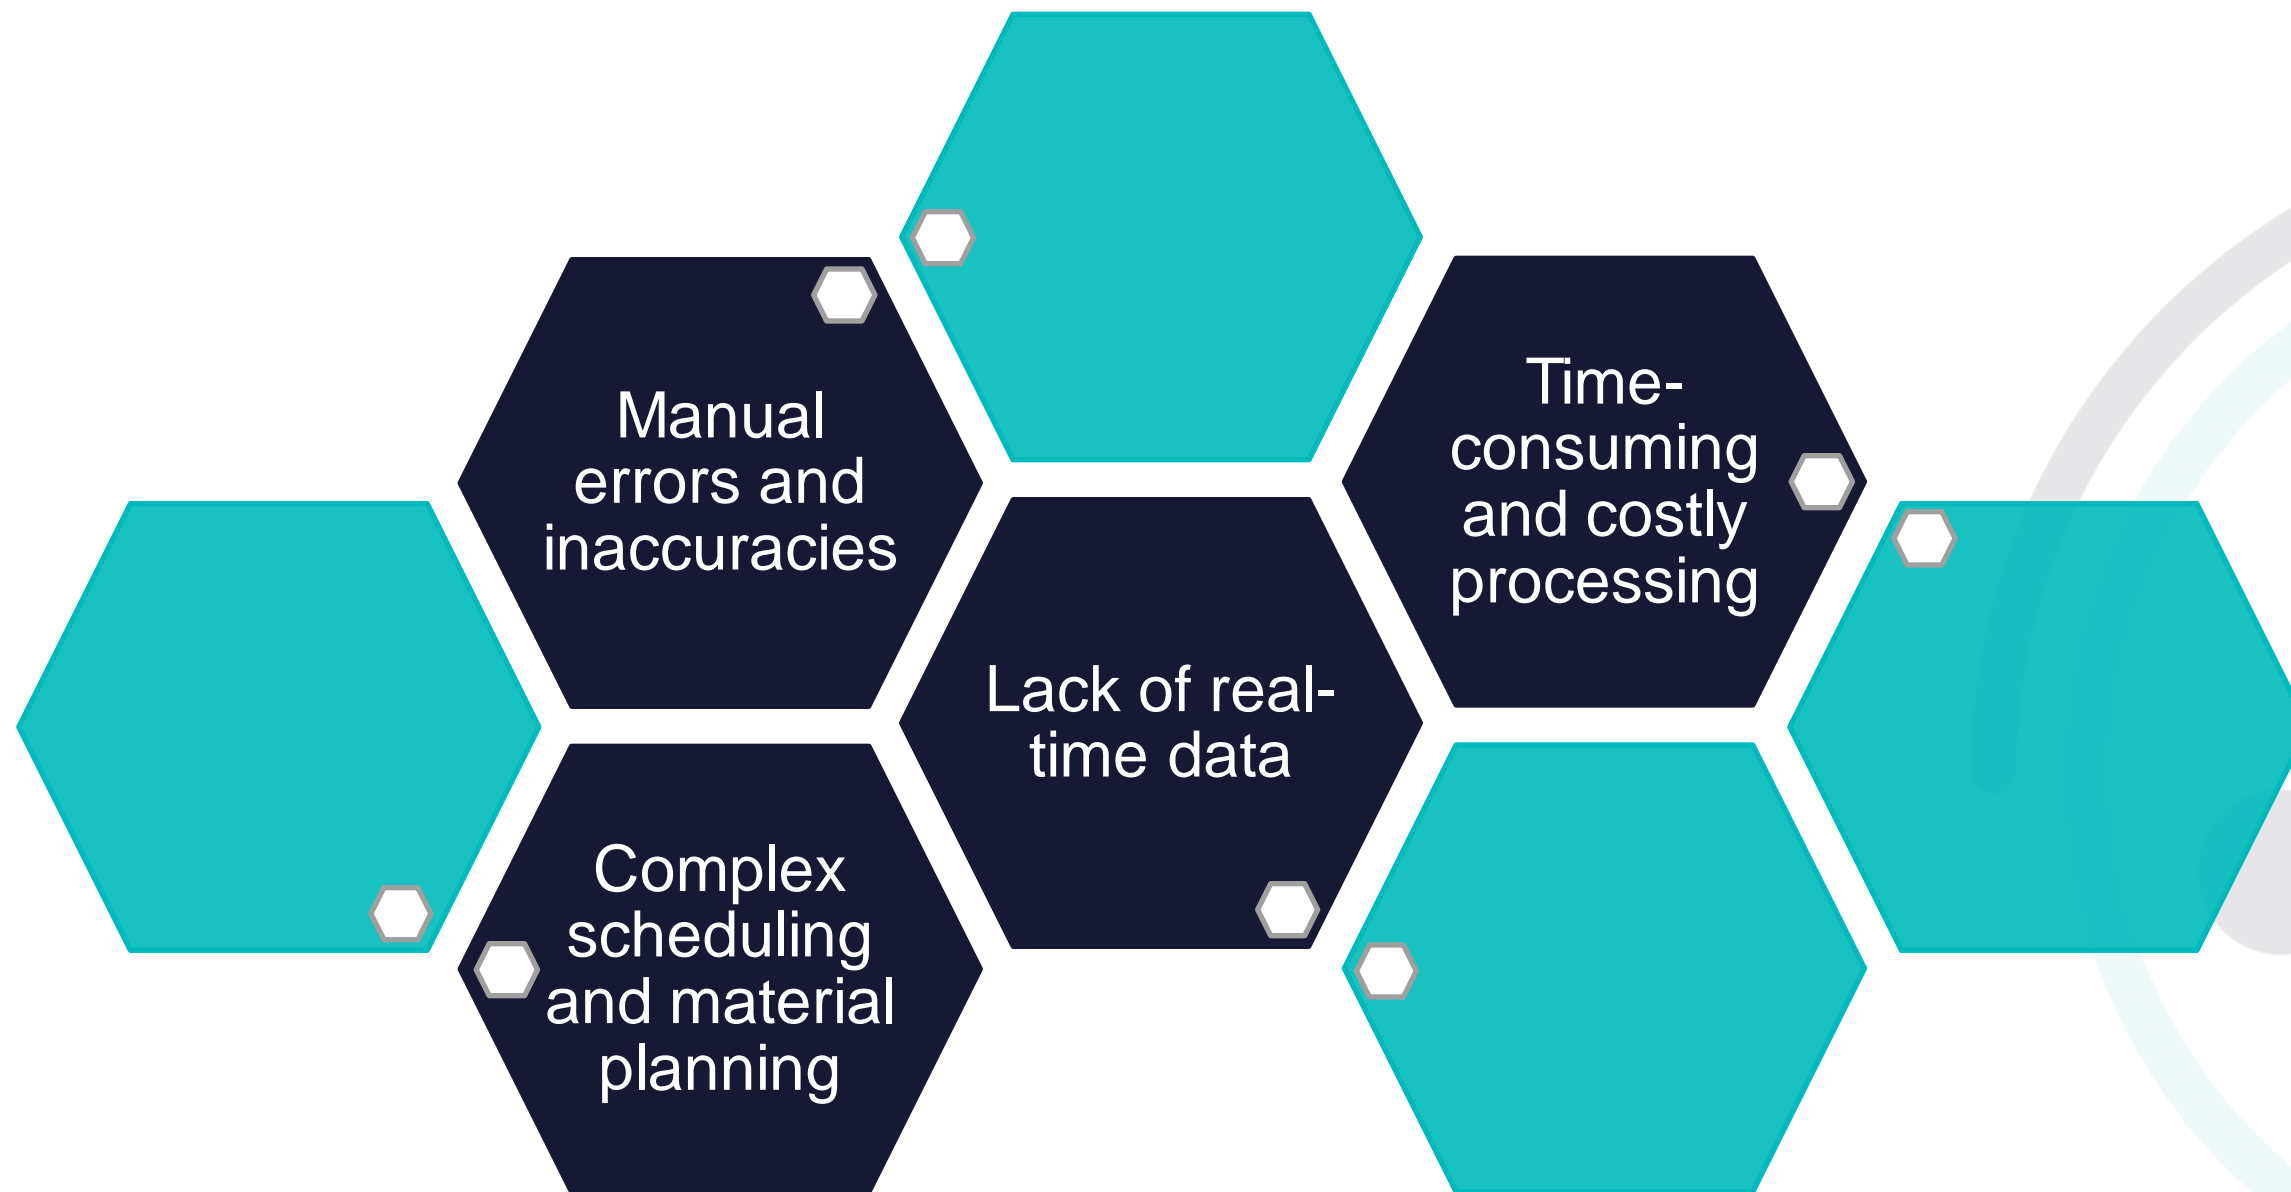 Manual
errors and
inaccuracies
Time-
consuming
and costly
processing
Lack of real-
time data
Complex
scheduling
and material
planning